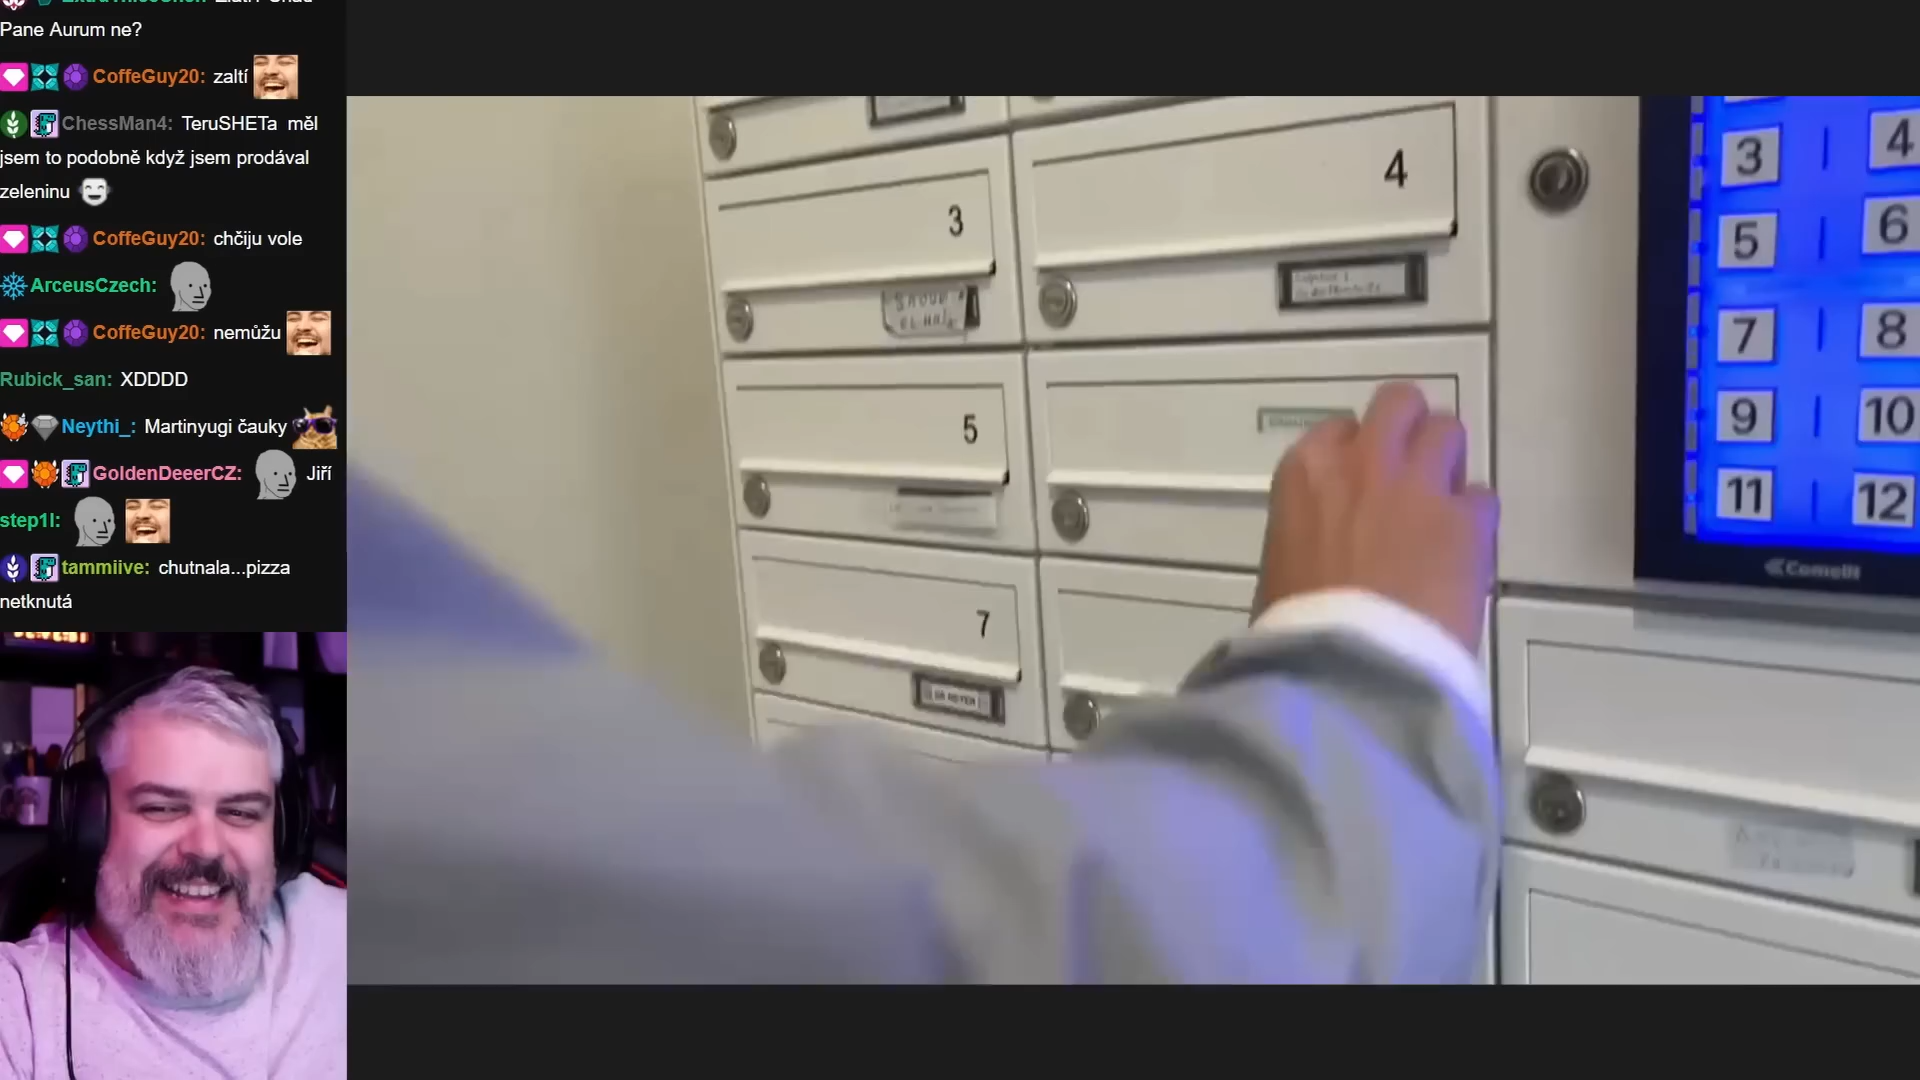 Pane Aurum ne?
CoffeGuy20: zaltí
ChessMan4: TeruSHETa měl
jsem to podobně když jsem prodával
zeleninu
CoffeGuy20: chčiju vole
ArceusCzech:
CoffeGuy20: nemůžu
Rubick_san: XDDDD
Neythi_: Martinyugi čauky
GoldenDeeerCZ: Jiří
step1l:
tammiive: chutnala...pizza
netknutá
3
4
5
7
3 4
5 6
7 8
9 10
11 12
Comelit